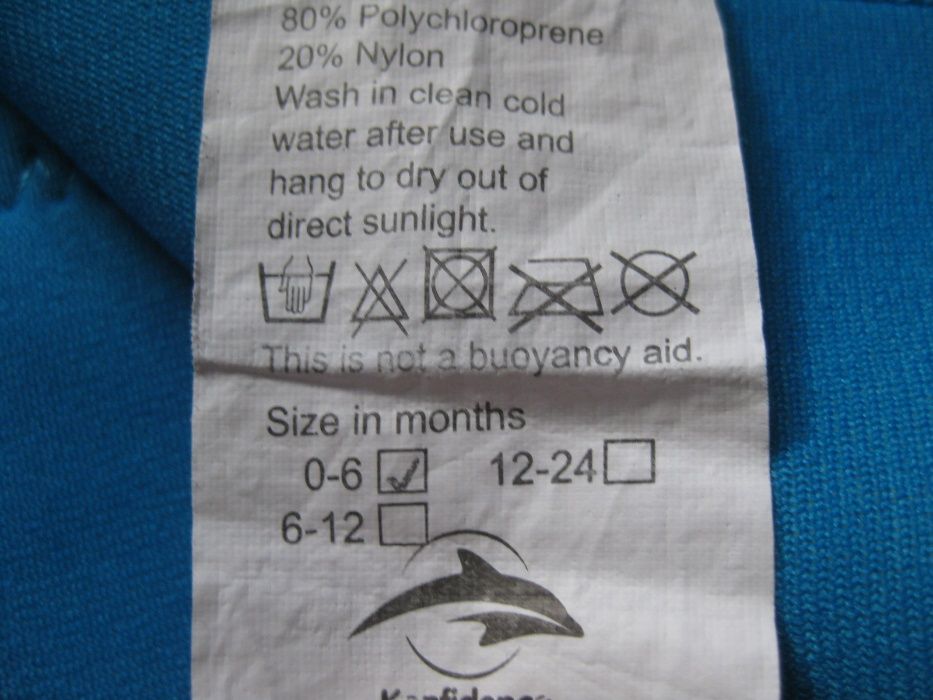 80% Polychloroprene
20% Nylon
Wash in clean cold
water after use and
hang to dry out of
direct sunlight.
This is not a buoyancy aid.
Size in months
0-6 12-24
6-12
Konfidence